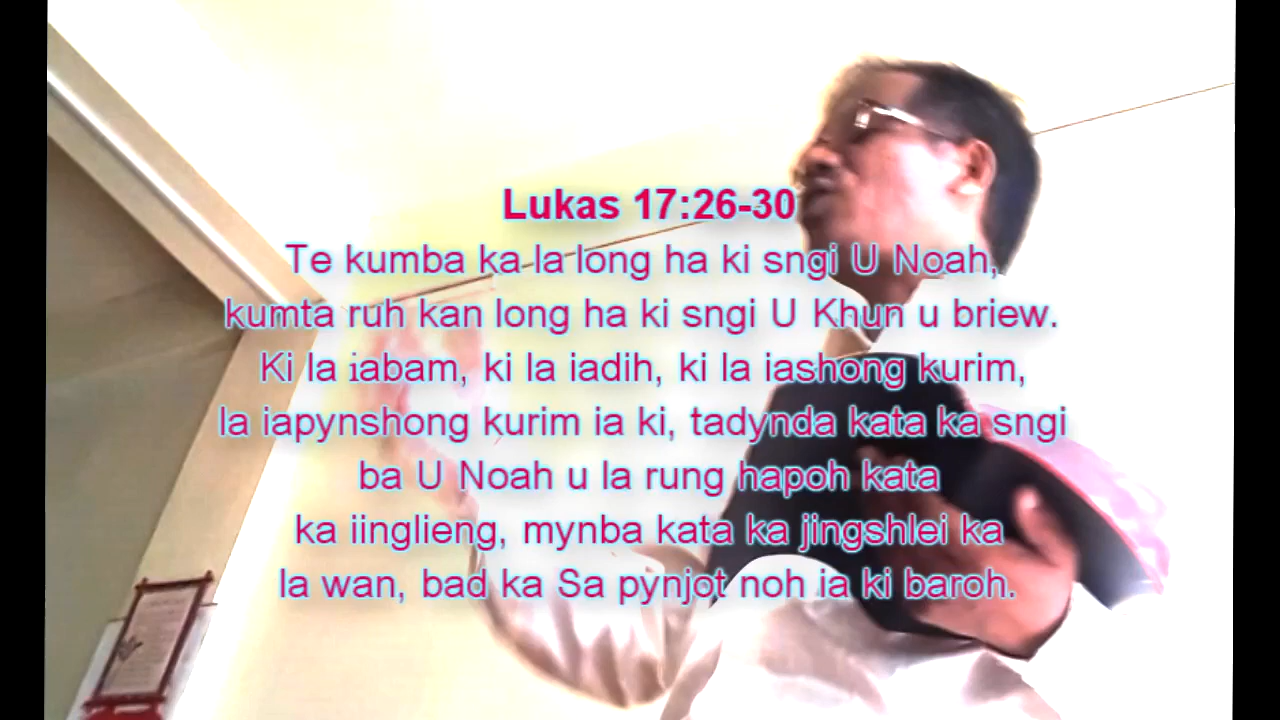 Lukas 17:26-30
Te kumba ka la long ha ki sngi U Noah,
kumta ruh kan long ha ki sngi U Khun u briew.
Ki la iabam, ki la iadih, ki la iashong kurim,
la iapynshong kurim ia ki, tadynda kata ka sngi
ba U Noah u la rung hapoh kata
ka iinglieng, mynba kata ka jingshlei ka
la wan, bad ka Sa pynjot noh ia ki baroh.